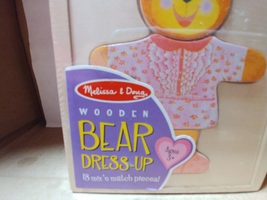 Melissa & Doug
WOODEN
BEAR
DRESS-UP
18 mix 'n match pieces!
Ages
3+